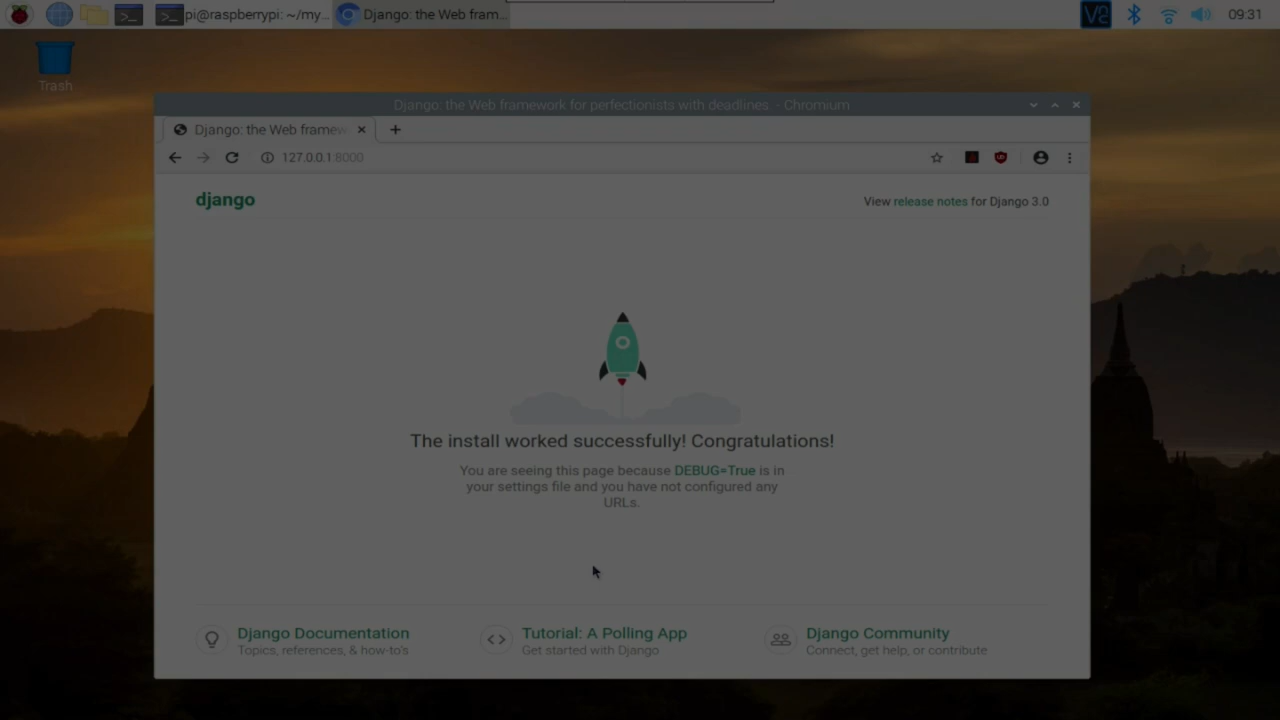 pi@raspberrypi: ~/my...
Django: the Web fram...
09:31
Trash
Django: the Web framework for perfectionists with deadlines. - Chromium
Django: the Web framew
127.0.0.1:8000
django
View release notes for Django 3.0
The install worked successfully! Congratulations!
You are seeing this page because DEBUG=True is in
your settings file and you have not configured any
URLs.
Django Documentation
Topics, references, & how-to's
Tutorial: A Polling App
Get started with Django
Django Community
Connect, get help, or contribute